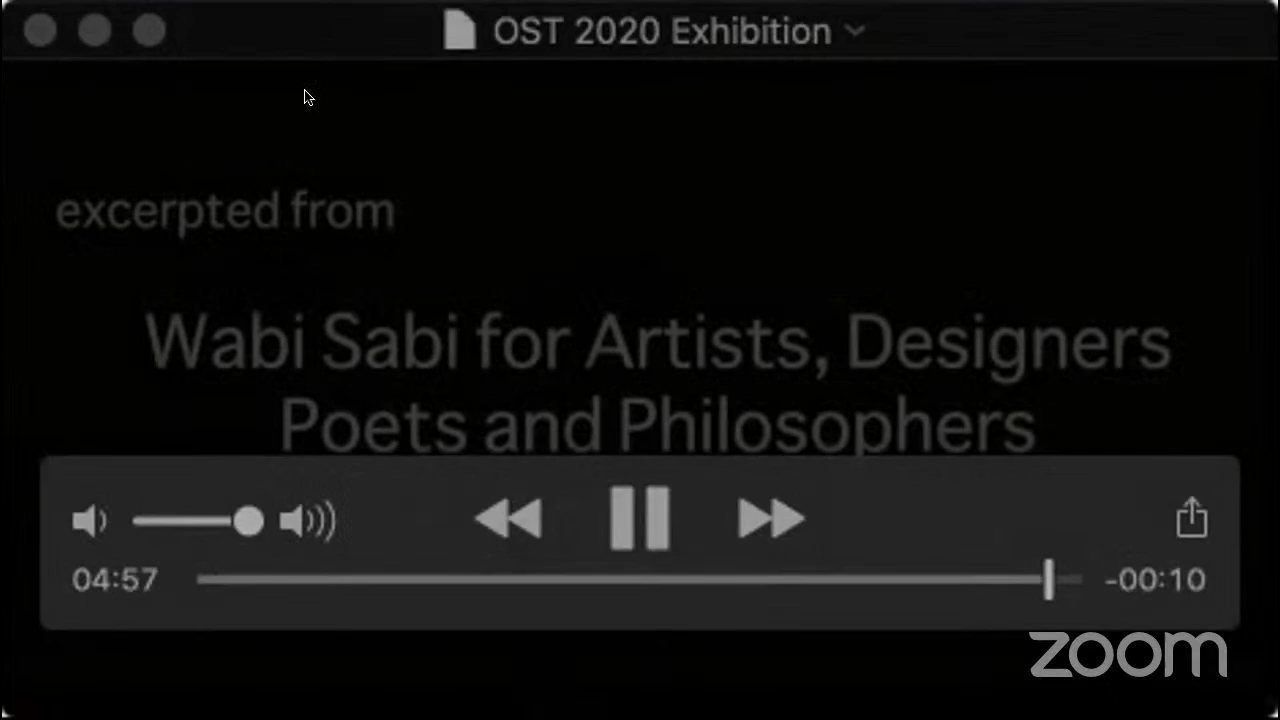 OST 2020 Exhibition
excerpted from
Wabi Sabi for Artists, Designers
Poets and Philosophers
04:57
-00:10
zoom